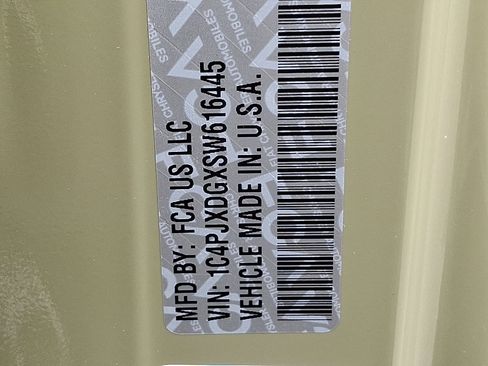 MFD BY: FCA US LLC
VIN: 1C4PJXDGXSW616445
VEHICLE MADE IN: U.S.A.